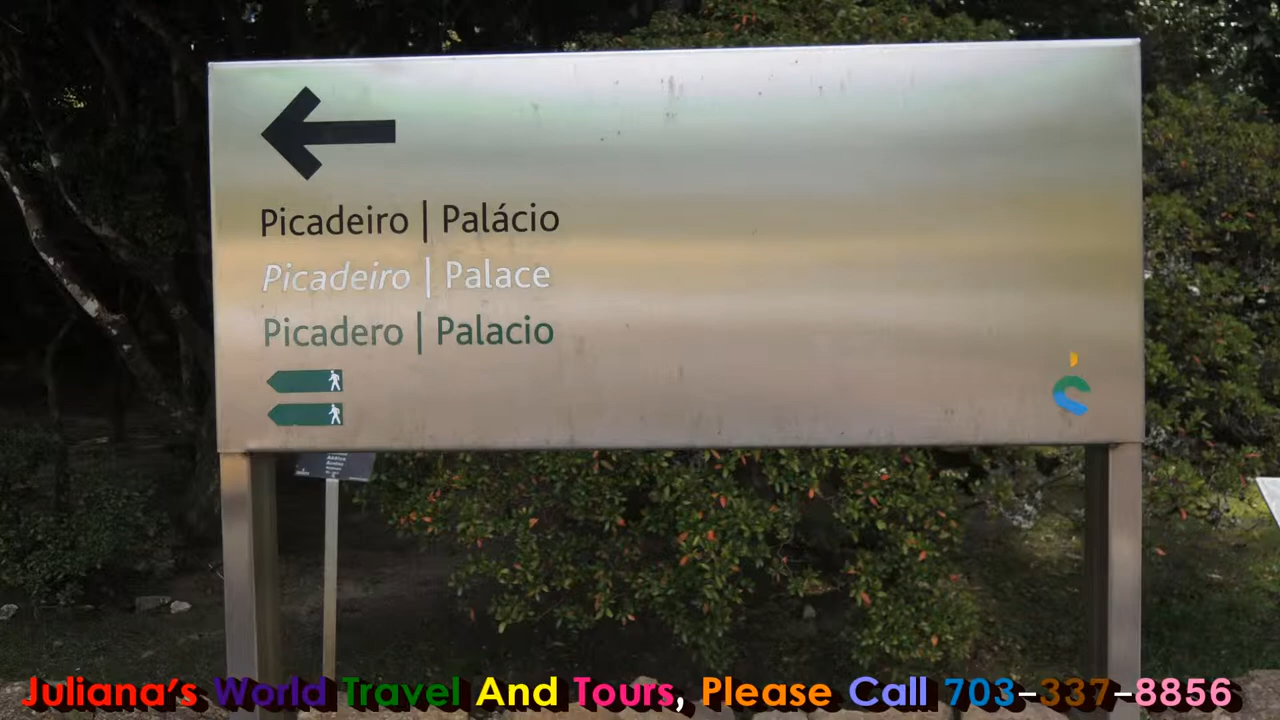 Picadeiro | Palácio
Picadeiro | Palace
Picadero | Palacio
Juliana's World Travel And Tours, Please Call 703-337-8856